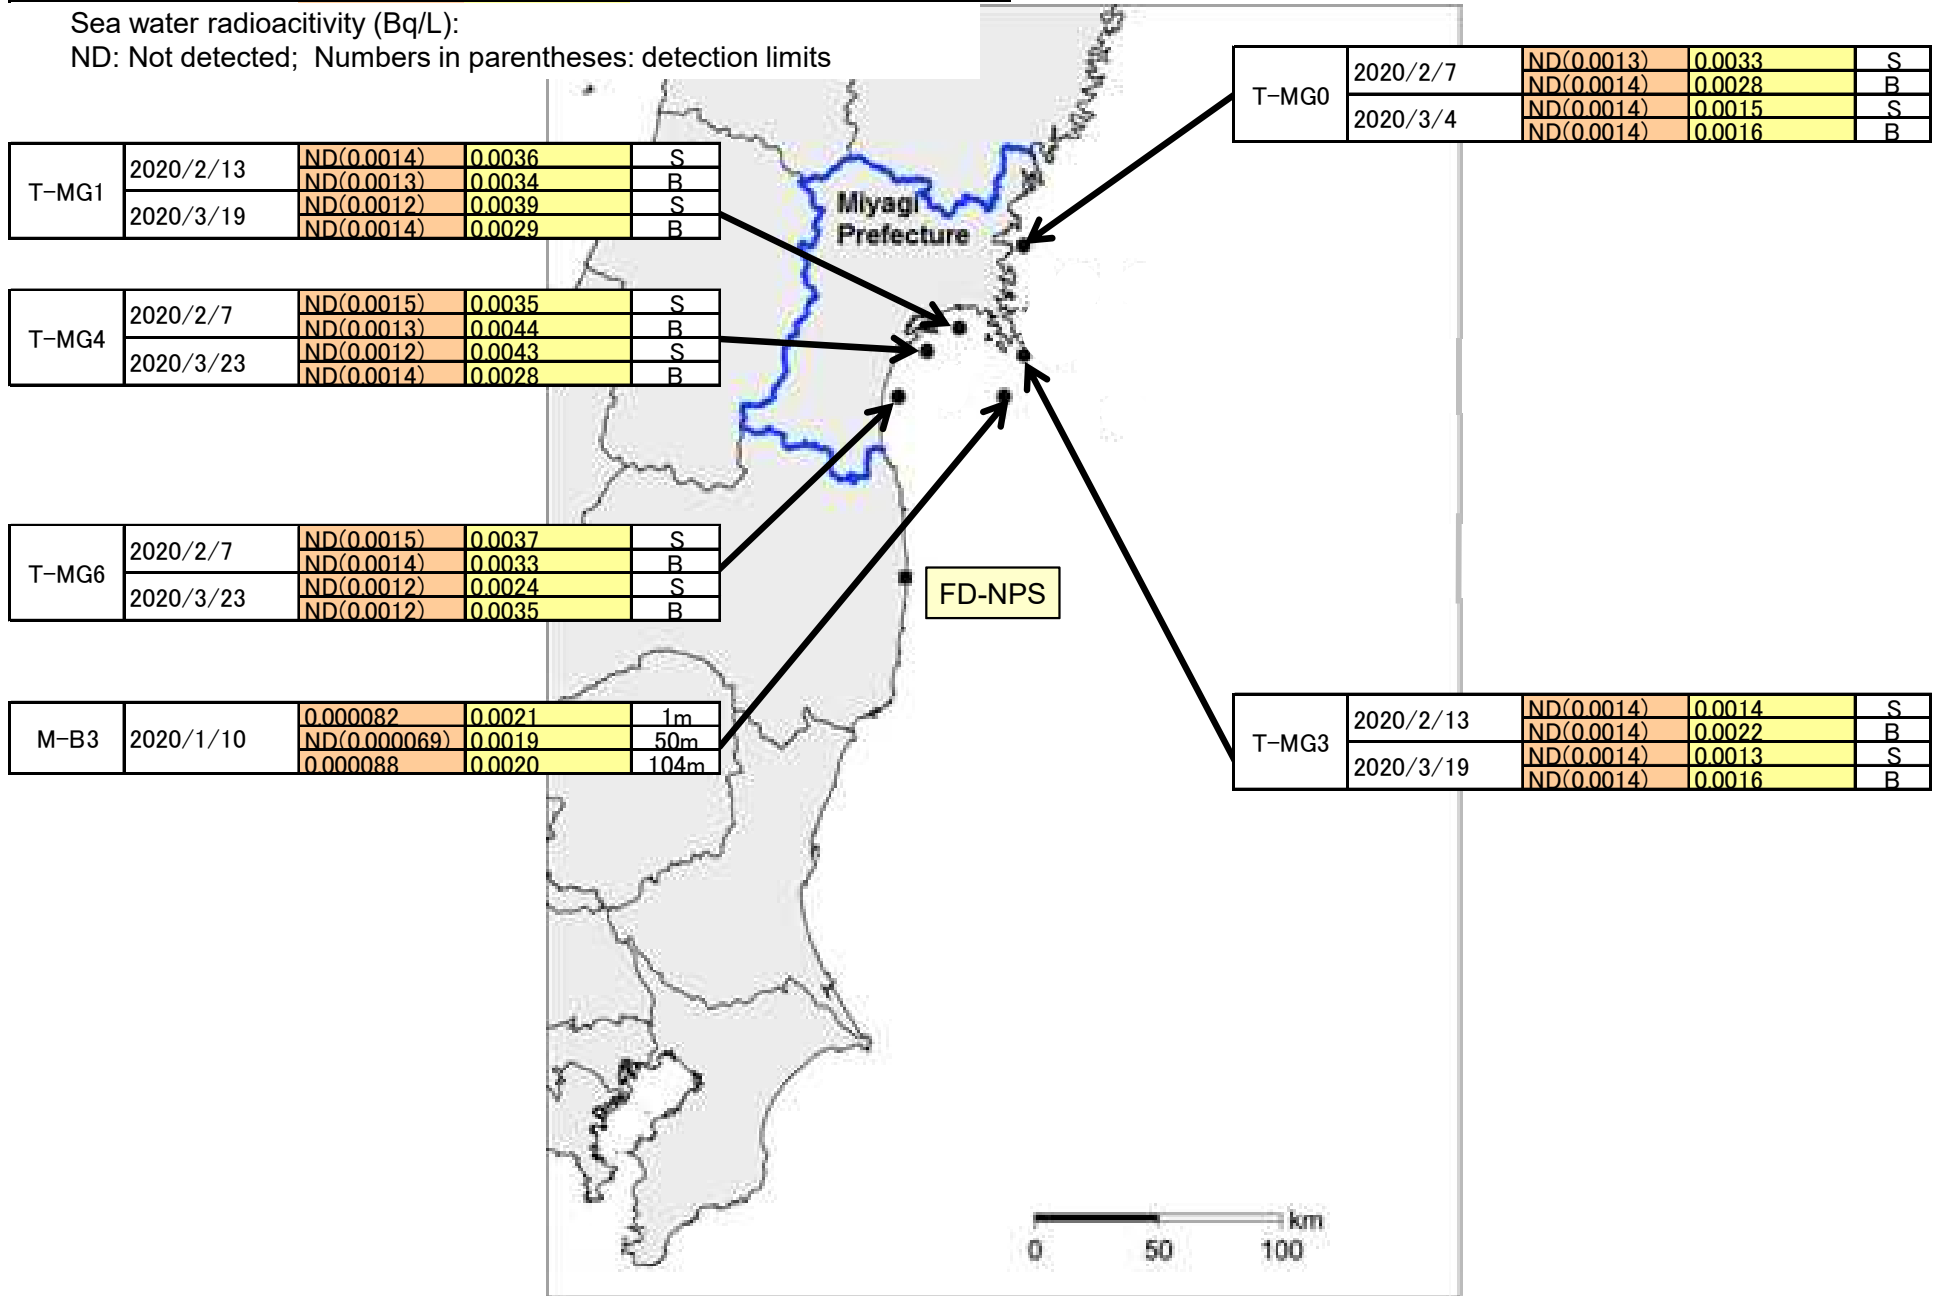 Sea water radioacitivity (Bq/L):
ND: Not detected; Numbers in parentheses: detection limits
T-MG0
2020/2/7 ND(0.0013) 0.0033 S
ND(0.0014) 0.0028 B
2020/3/4 ND(0.0014) 0.0015 S
ND(0.0014) 0.0016 B
T-MG1
2020/2/13 ND(0.0014) 0.0036 S
ND(0.0013) 0.0034 B
2020/3/19 ND(0.0012) 0.0039 S
ND(0.0014) 0.0029 B
Miyagi
Prefecture
T-MG4
2020/2/7 ND(0.0015) 0.0035 S
ND(0.0013) 0.0044 B
2020/3/23 ND(0.0012) 0.0043 S
ND(0.0014) 0.0028 B
T-MG6
2020/2/7 ND(0.0015) 0.0037 S
ND(0.0014) 0.0033 B
2020/3/23 ND(0.0012) 0.0024 S
ND(0.0012) 0.0035 B
FD-NPS
M-B3
2020/1/10 0.000082 0.0021 1m
ND(0.000069) 0.0019 50m
0.000088 0.0020 104m
T-MG3
2020/2/13 ND(0.0014) 0.0014 S
ND(0.0014) 0.0022 B
2020/3/19 ND(0.0014) 0.0013 S
ND(0.0014) 0.0016 B
km
0 50 100